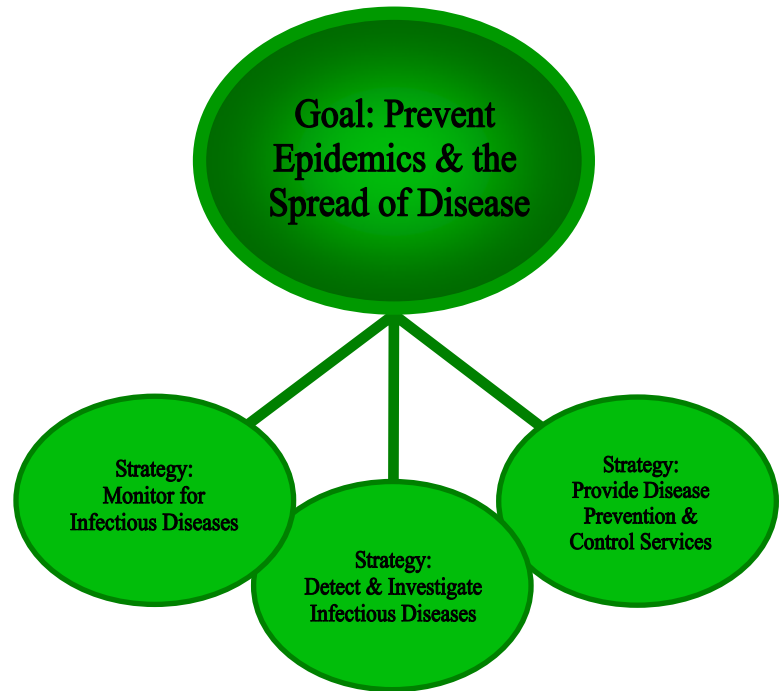 Goal: Prevent
Epidemics & the
Spread of Disease
Strategy:
Monitor for
Infectious Diseases
Strategy:
Detect & Investigate
Infectious Diseases
Strategy:
Provide Disease
Prevention &
Control Services